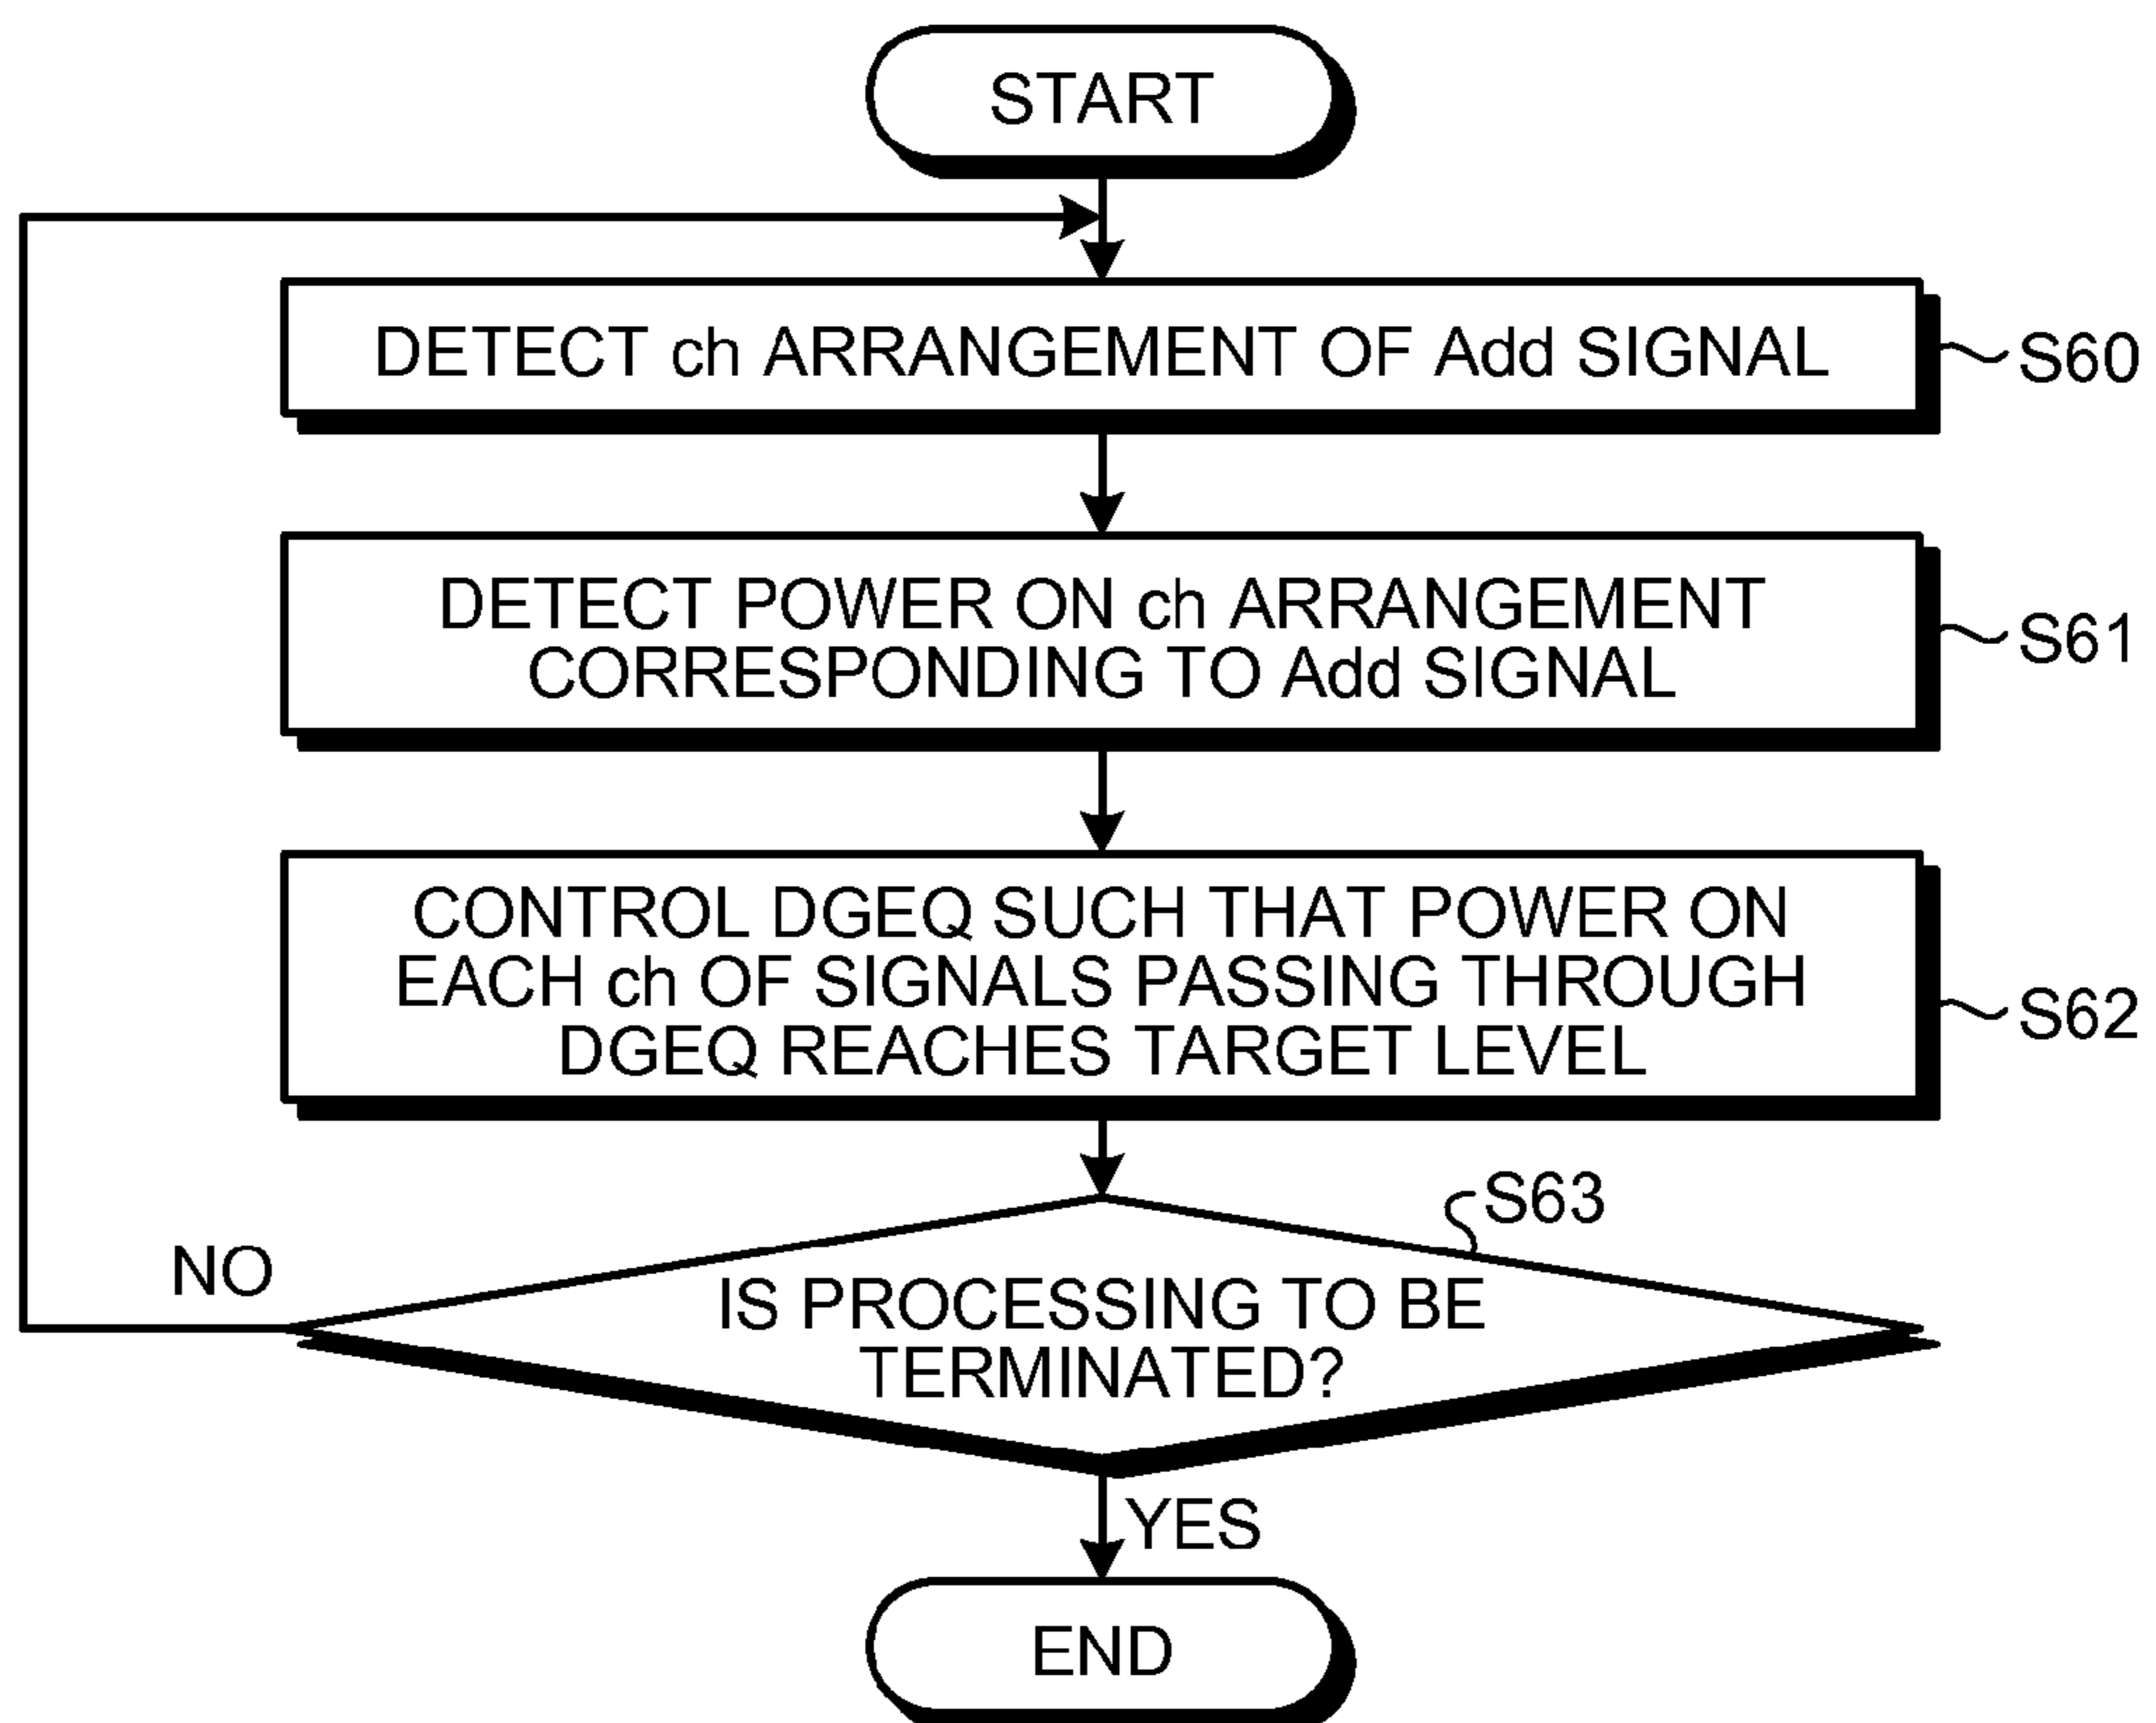 START
DETECT ch ARRANGEMENT OF Add SIGNAL
S60
DETECT POWER ON ch ARRANGEMENT
CORRESPONDING TO Add SIGNAL
S61
CONTROL DGEQ SUCH THAT POWER ON
EACH ch OF SIGNALS PASSING THROUGH
DGEQ REACHES TARGET LEVEL
S62
S63
NO
IS PROCESSING TO BE
TERMINATED?
YES
END